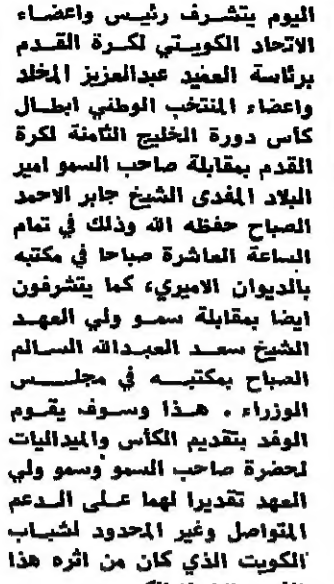 اليوم يتشرف رئيس واعضاء
الاتحاد الكويتي لكرة القدم
برئاسة العميد عبدالعزيز المخلد
واعضاء المنتخب الوطني ابطال
كأس دورة الخليج الثامنة لكرة
القدم بمقابلة صاحب السمو امير
البلاد المفدى الشيخ جابر الاحمد
الصباح حفظه الله وذلك في تمام
الساعة العاشرة صباحا في مكتبه
بالديوان الاميري، كما يتشرفون
ايضا بمقابلة سمو ولي العهد
الشيخ سعد العبدالله السالم
الصباح بمكتبه في مجلس
الوزراء . هذا وسوف يقوم
الوفد بتقديم الكأس والميداليات
لحضرة صاحب السمو وسمو ولي
العهد تقديرا لهما على الدعم
المتواصل وغير المحدود لشباب
الكويت الذي كان من اثره هذا